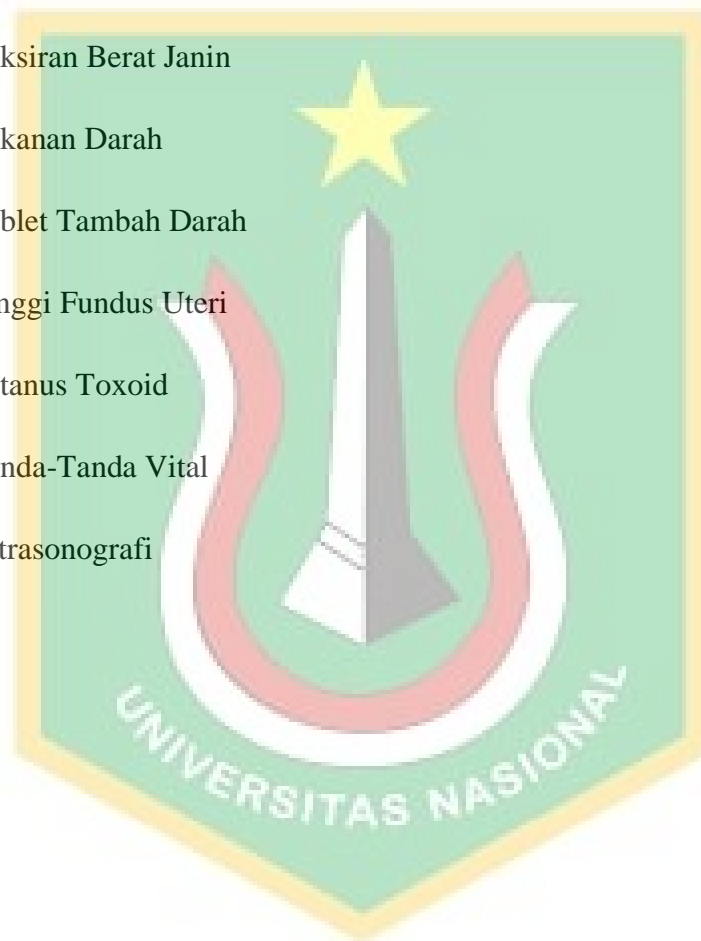 ksiran Berat Janin
kanan Darah
blet Tambah Darah
nggi Fundus Uteri
tanus Toxoid
nda-Tanda Vital
trasonografi
UNIVERSITAS NASIONAL